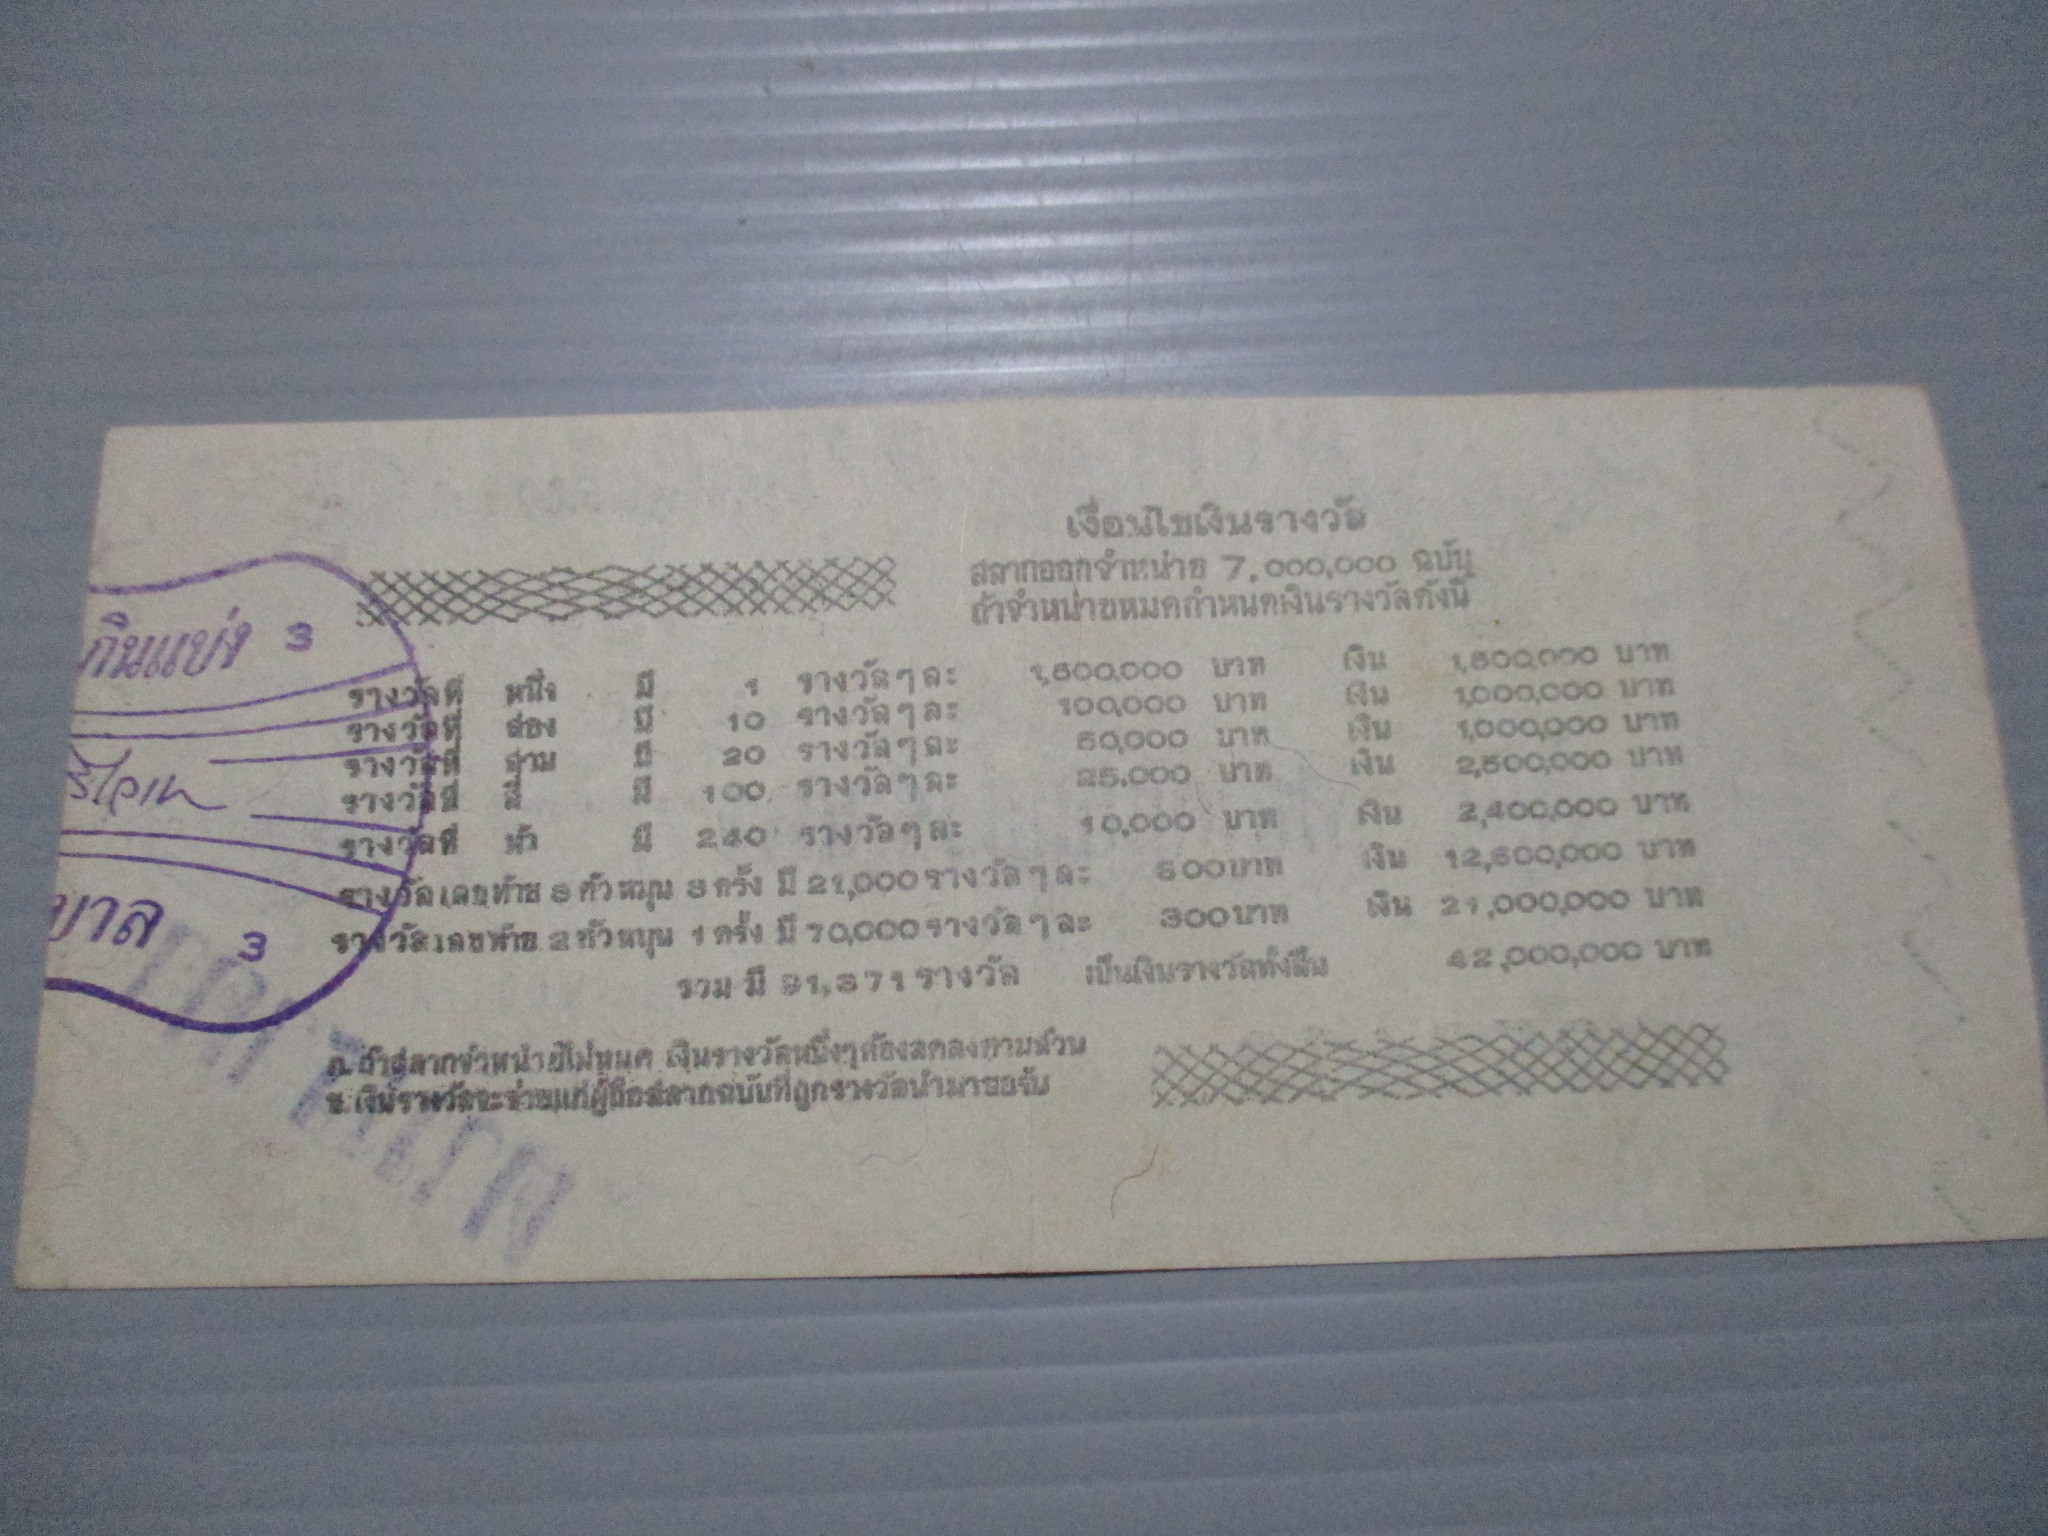 เงื่อนไขเงินรางวัล
สลากออกจำหน่าย 7,000,000 ฉบับ
ถ้าจำหน่ายหมดกำหนดเงินรางวัลดังนี้
รางวัลที่ หนึ่ง มี 1 รางวัลๆละ 1,500,000 บาท เงิน 1,500,000 บาท
รางวัลที่ สอง มี 10 รางวัลๆละ 100,000 บาท เงิน 1,000,000 บาท
รางวัลที่ สาม มี 20 รางวัลๆละ 50,000 บาท เงิน 1,000,000 บาท
รางวัลที่ สี่ มี 100 รางวัลๆละ 25,000 บาท เงิน 2,500,000 บาท
รางวัลที่ ห้า มี 240 รางวัลๆละ 10,000 บาท เงิน 2,400,000 บาท
รางวัลเลขท้าย 3 ตัว หมุน 3 ครั้ง มี 21,000 รางวัลๆละ 600 บาท เงิน 12,600,000 บาท
รางวัลเลขท้าย 2 ตัว หมุน 1 ครั้ง มี 70,000 รางวัลๆละ 300 บาท เงิน 21,000,000 บาท
รวม มี 91,371 รางวัล เป็นเงินรางวัลทั้งสิ้น 42,000,000 บาท
ก. ถ้าสลากจำหน่ายไม่หมด เงินรางวัลหนึ่งๆต้องลดลงตามส่วน
ข. เงินรางวัลจะจ่ายแก่ผู้ถือสลากฉบับที่ถูกรางวัลนำมาขอรับ
กินแบ่ง 3
บาล 3